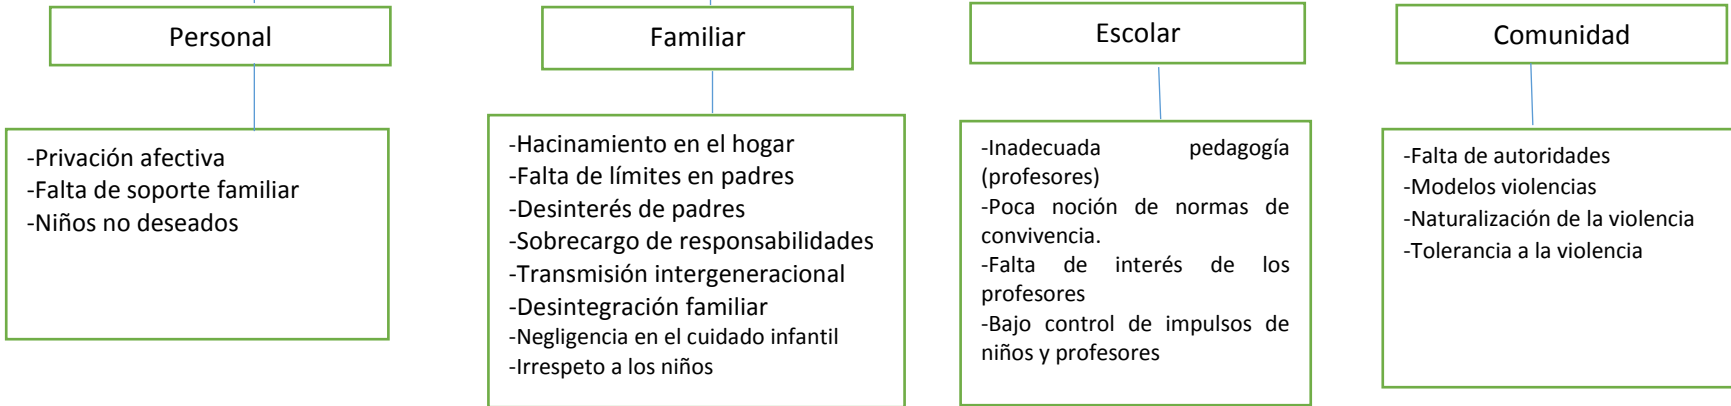 Personal
-Privación afectiva
-Falta de soporte familiar
-Niños no deseados
Familiar
-Hacinamiento en el hogar
-Falta de límites en padres
-Desinterés de padres
-Sobrecargo de responsabilidades
-Transmisión intergeneracional
-Desintegración familiar
-Negligencia en el cuidado infantil
-Irrespeto a los niños
Escolar
-Inadecuada pedagogía
(profesores)
-Poca noción de normas de
convivencia.
-Falta de interés de los
profesores
-Bajo control de impulsos de
niños y profesores
Comunidad
-Falta de autoridades
-Modelos violencias
-Naturalización de la violencia
-Tolerancia a la violencia